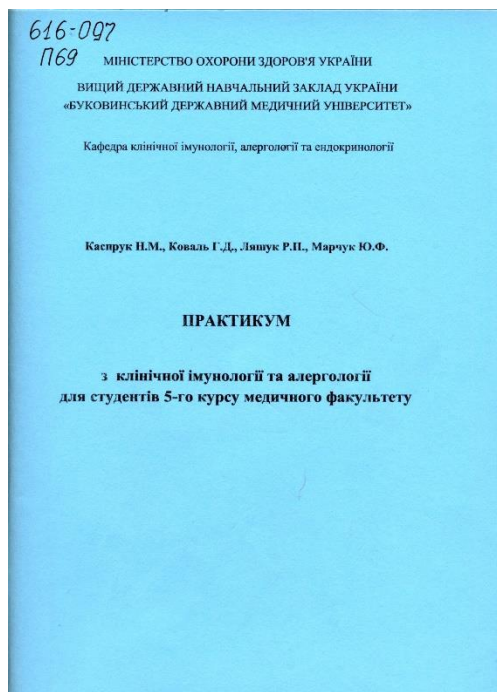 616-097
П69
МІНІСТЕРСТВО ОХОРОНИ ЗДОРОВ'Я УКРАЇНИ
ВИЩИЙ ДЕРЖАВНИЙ НАВЧАЛЬНИЙ ЗАКЛАД УКРАЇНИ
«БУКОВИНСЬКИЙ ДЕРЖАВНИЙ МЕДИЧНИЙ УНІВЕРСИТЕТ»
Кафедра клінічної імунології, алергології та ендокринології
Каспрук Н.М., Коваль Г.Д., Ляшук Р.П., Марчук Ю.Ф.
ПРАКТИКУМ
з клінічної імунології та алергології
для студентів 5-го курсу медичного факультету